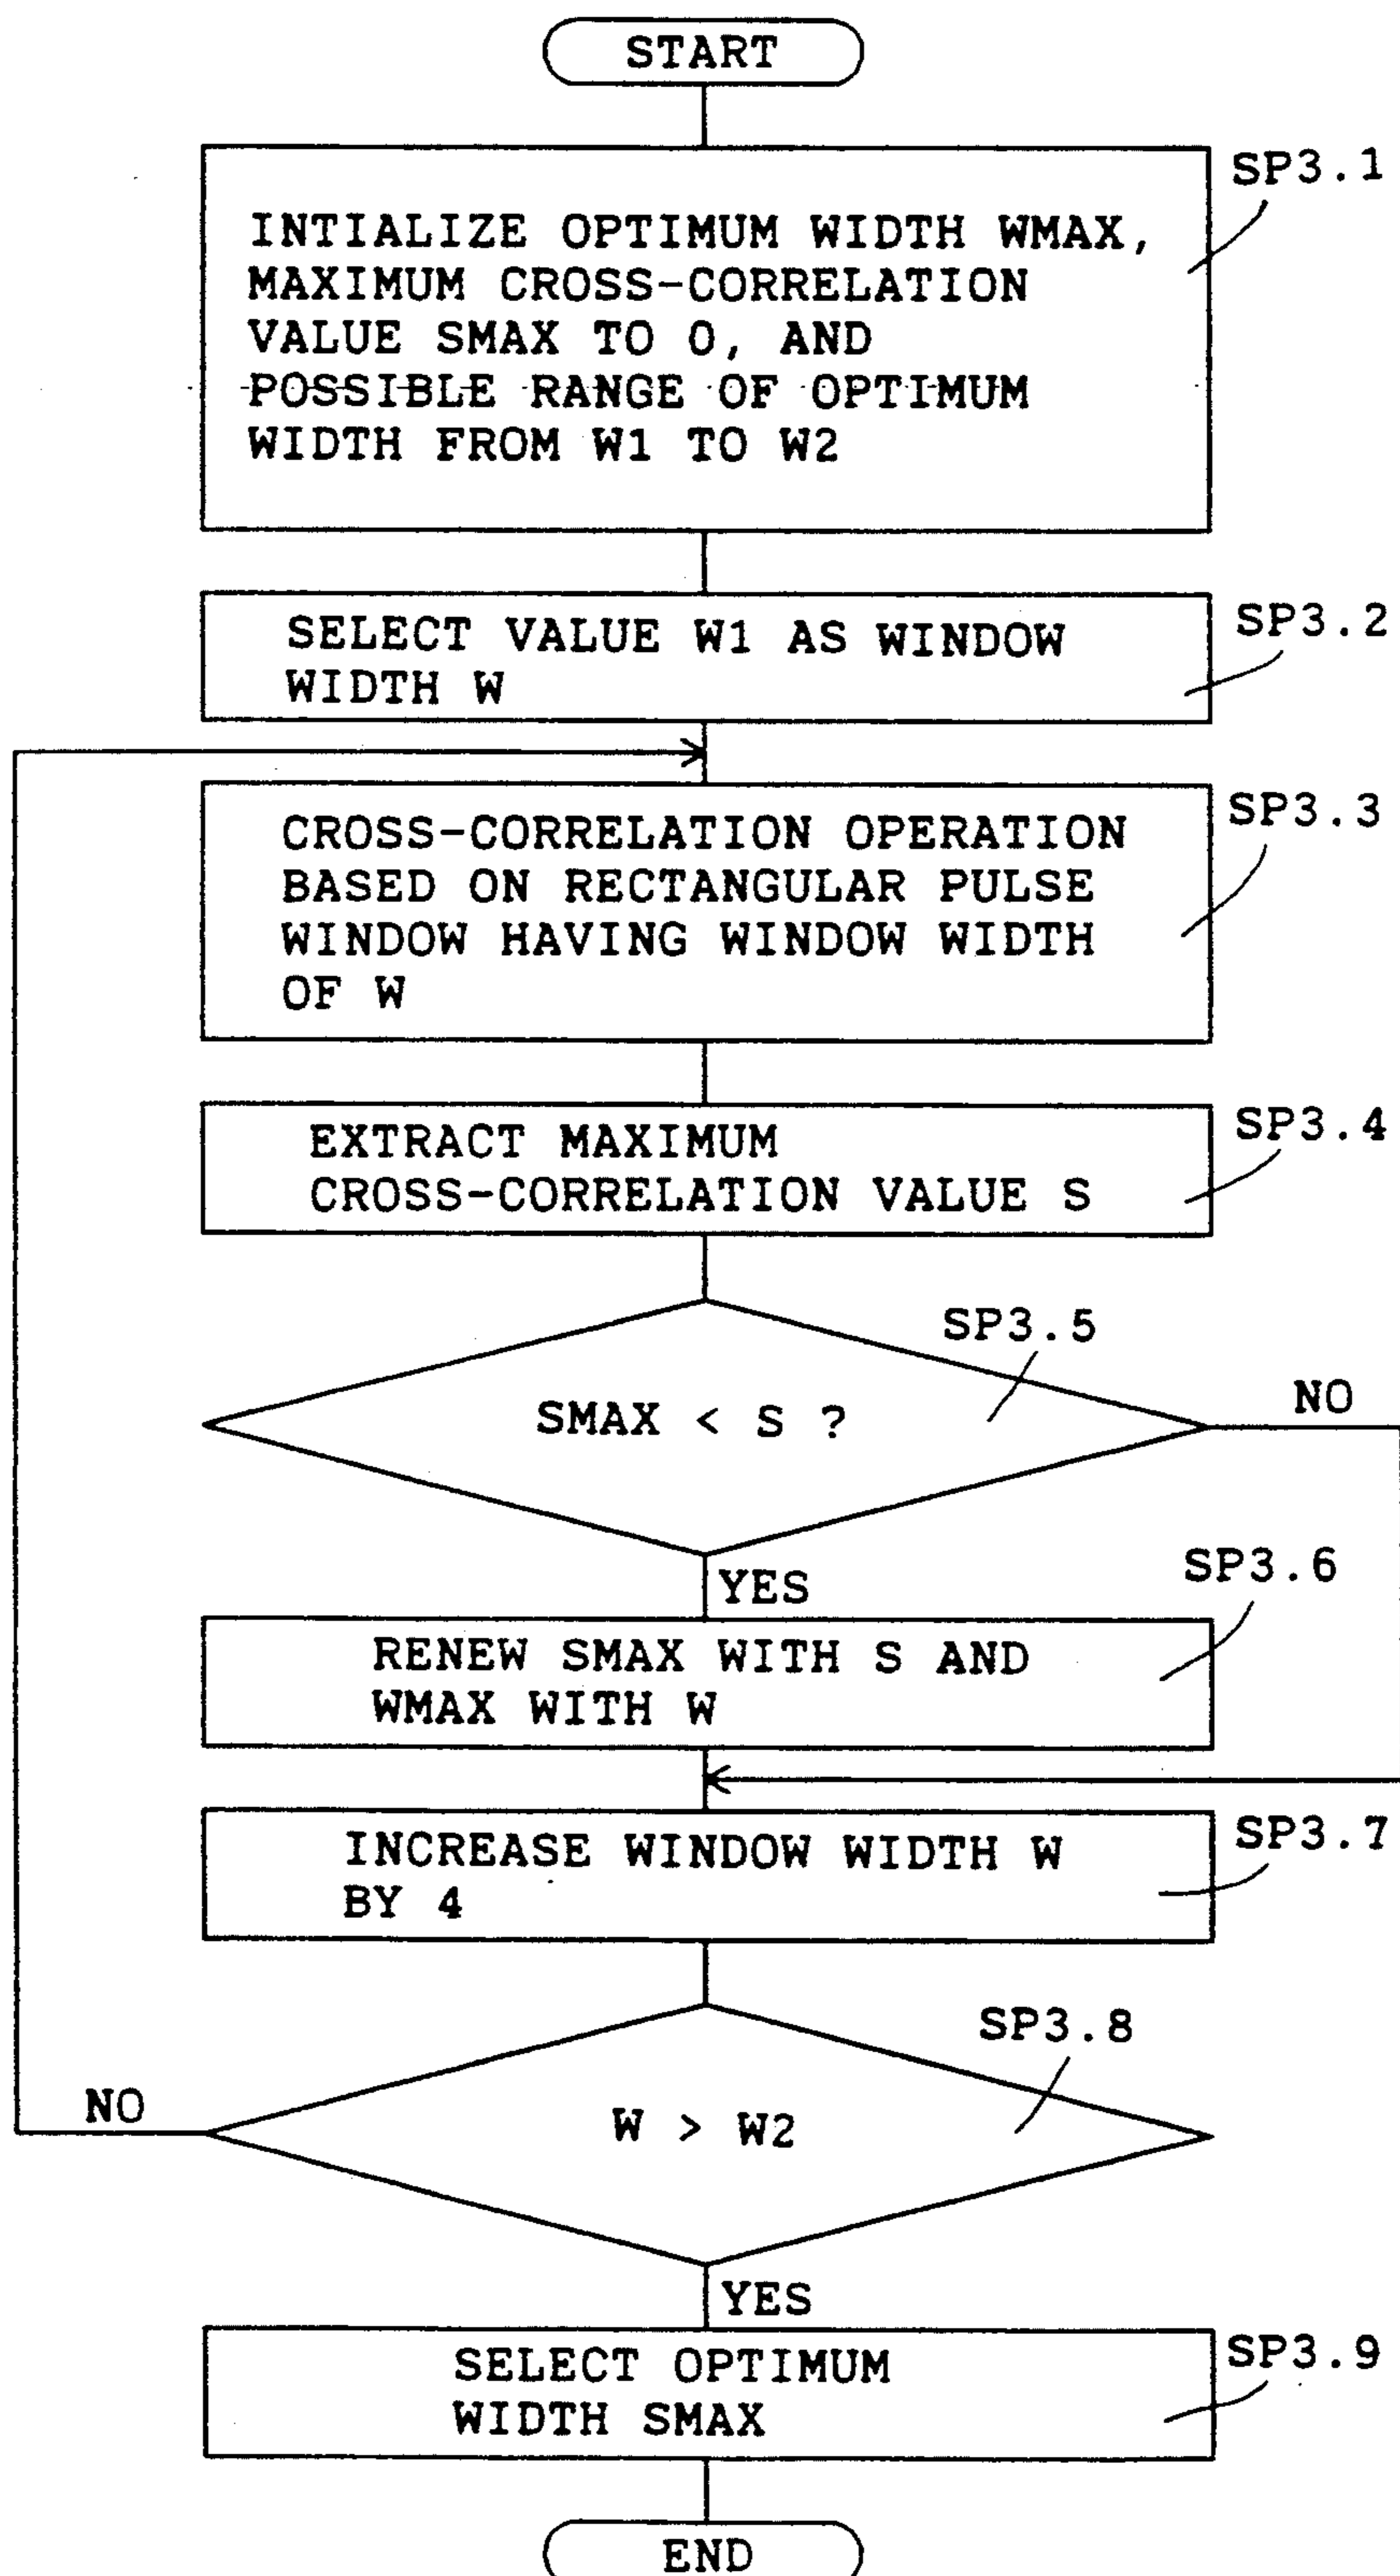 START
SP3.1
INTIALIZE OPTIMUM WIDTH WMAX,
MAXIMUM CROSS-CORRELATION
VALUE SMAX TO 0, AND
POSSIBLE RANGE OF OPTIMUM
WIDTH FROM W1 TO W2
SP3.2
SELECT VALUE W1 AS WINDOW
WIDTH W
SP3.3
CROSS-CORRELATION OPERATION
BASED ON RECTANGULAR PULSE
WINDOW HAVING WINDOW WIDTH
OF W
SP3.4
EXTRACT MAXIMUM
CROSS-CORRELATION VALUE S
SP3.5
SMAX < S ?
NO
YES
SP3.6
RENEW SMAX WITH S AND
WMAX WITH W
SP3.7
INCREASE WINDOW WIDTH W
BY 4
SP3.8
W > W2
NO
YES
SP3.9
SELECT OPTIMUM
WIDTH SMAX
END